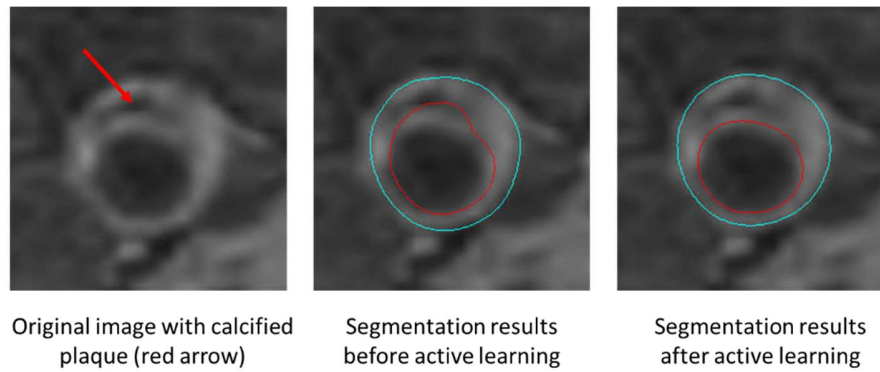 Original image with calcified
plaque (red arrow)
Segmentation results
before active learning
Segmentation results
after active learning